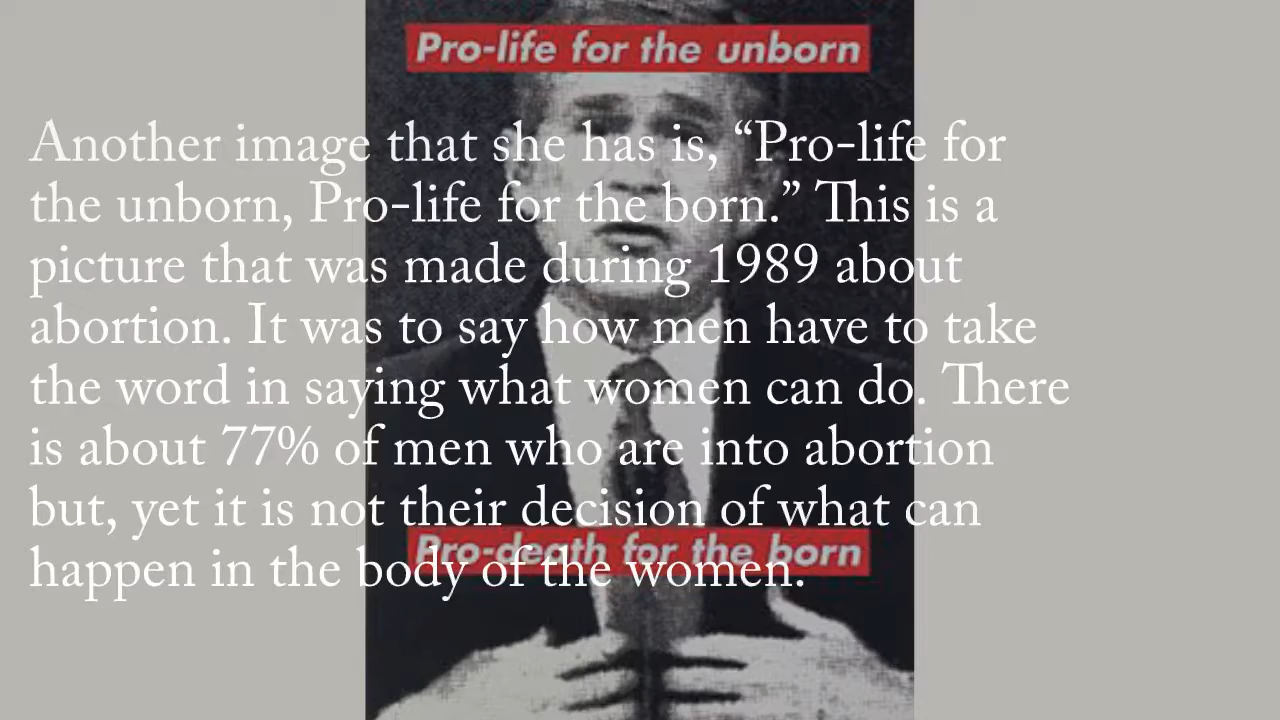 Pro-life for the unborn
Another image that she has is, “Pro-life for
the unborn, Pro-life for the born.” This is a
picture that was made during 1989 about
abortion. It was to say how men have to take
the word in saying what women can do. There
is about 77% of men who are into abortion
but, yet it is not their decision of what can
Pro-death for the born
happen in the body of the women.